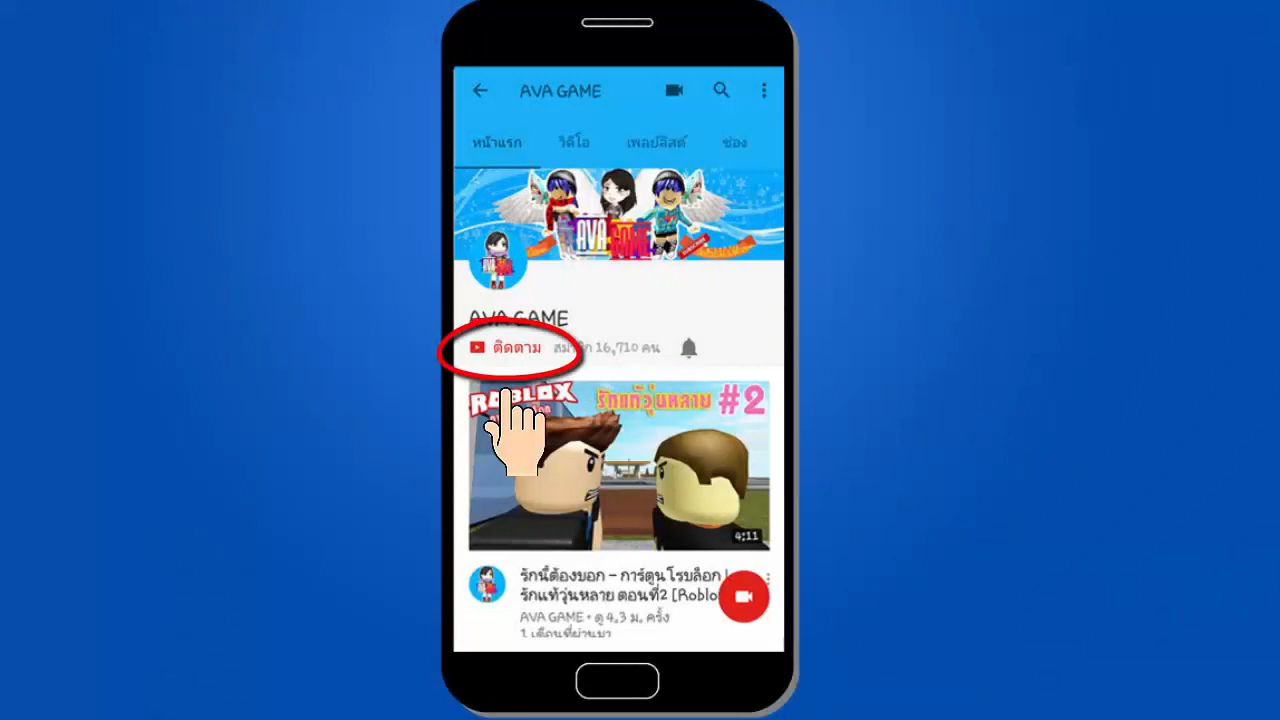 AVA GAME
หน้าแรก วิดีโอ เพลย์ลิสต์ ช่อง
AVA GAME
AVA GAME
ติดตาม สมาชิก 16,710 คน
ROBLOX
รักแท้วุ่นหลาย #2
4:11
รักนี้ต้องบอก - การ์ตูน โรบล็อก |
รักแท้วุ่นหลาย ตอนที่2 [Roblo
AVA GAME • ดู 4.3 ม. ครั้ง
1 เดือนที่ผ่านมา